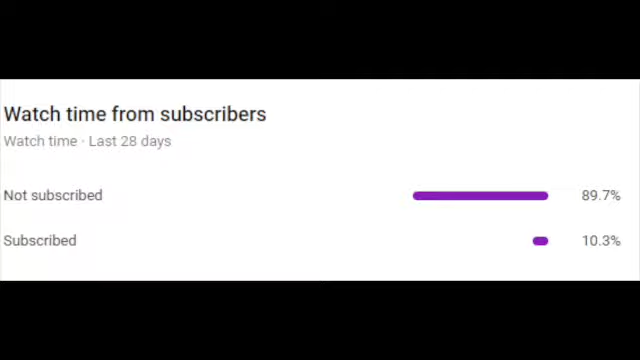 Watch time from subscribers
Watch time · Last 28 days
Not subscribed 89.7%
Subscribed 10.3%